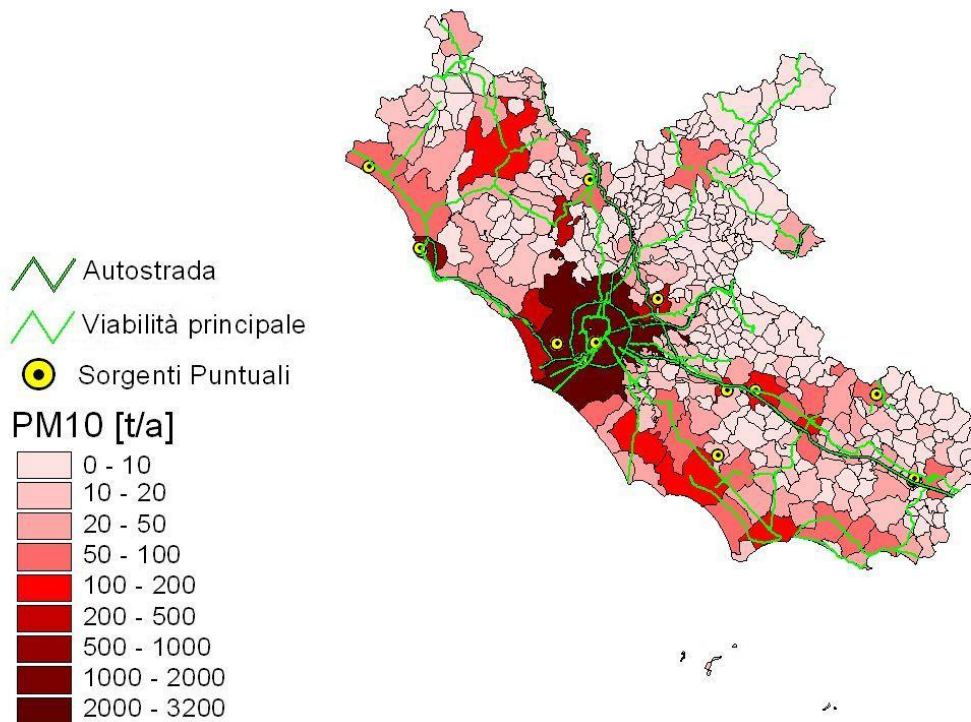 Autostrada
Viabilità principale
Sorgenti Puntuali
PM10 [t/a]
0 - 10
10 - 20
20 - 50
50 - 100
100 - 200
200 - 500
500 - 1000
1000 - 2000
2000 - 3200